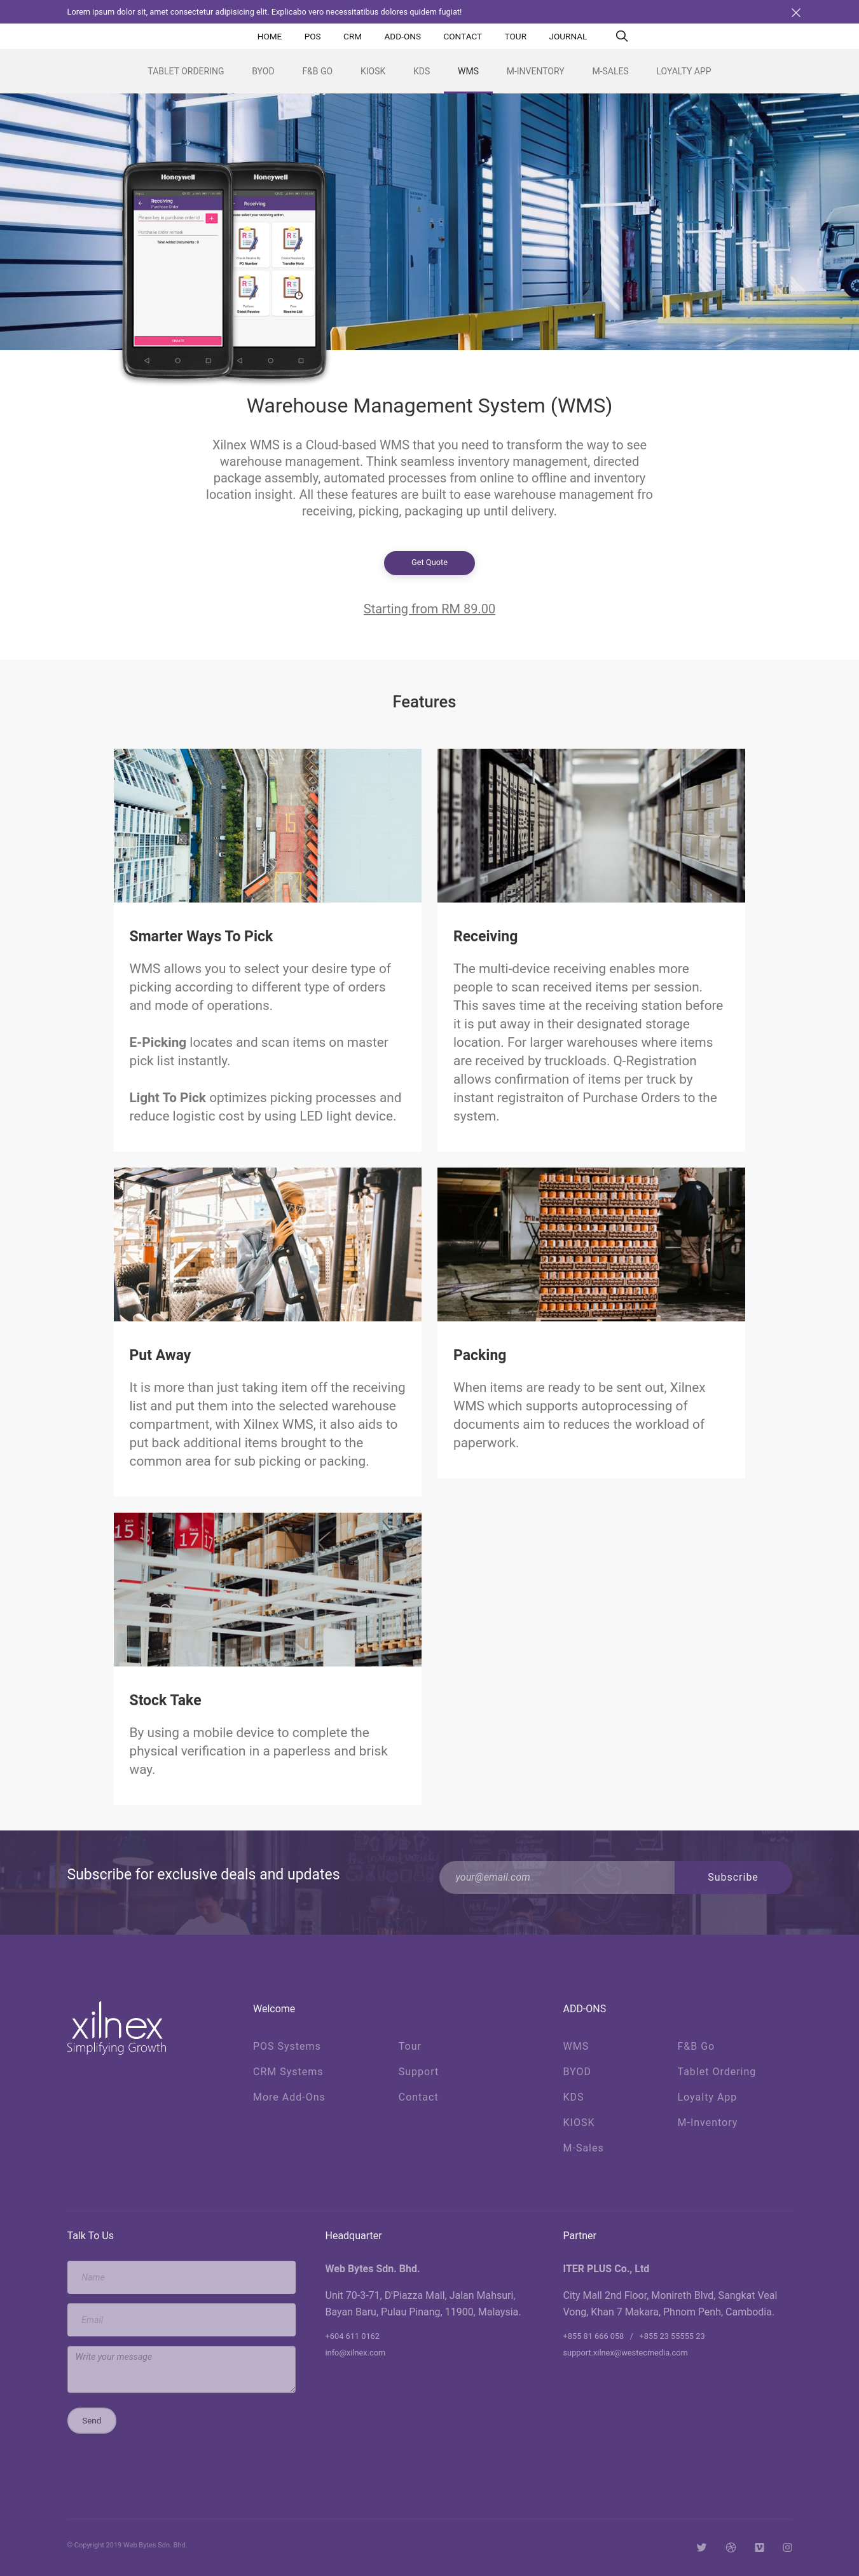 Lorem ipsum dolor sit, amet consectetur adipisicing elit. Explicabo vero necessitatibus dolores quidem fugiat!
HOME POS CRM ADD-ONS CONTACT TOUR JOURNAL
TABLET ORDERING BYOD F&B GO KIOSK KDS WMS M-INVENTORY M-SALES LOYALTY APP
Honeywell
Honeywell
Receiving
Receiving
Total Added Documents : 0
PO Number
Transfer Note
Warehouse Management System (WMS)
Xilnex WMS is a Cloud-based WMS that you need to transform the way to see
warehouse management. Think seamless inventory management, directed
package assembly, automated processes from online to offline and inventory
location insight. All these features are built to ease warehouse management fro
receiving, picking, packaging up until delivery.
Get Quote
Starting from RM 89.00
Features
Smarter Ways To Pick
WMS allows you to select your desire type of
picking according to different type of orders
and mode of operations.
E-Picking locates and scan items on master
pick list instantly.
Light To Pick optimizes picking processes and
reduce logistic cost by using LED light device.
Receiving
The multi-device receiving enables more
people to scan received items per session.
This saves time at the receiving station before
it is put away in their designated storage
location. For larger warehouses where items
are received by truckloads. Q-Registration
allows confirmation of items per truck by
instant registraiton of Purchase Orders to the
system.
Put Away
It is more than just taking item off the receiving
list and put them into the selected warehouse
compartment, with Xilnex WMS, it also aids to
put back additional items brought to the
common area for sub picking or packing.
Packing
When items are ready to be sent out, Xilnex
WMS which supports autoprocessing of
documents aim to reduces the workload of
paperwork.
15 17 17
Stock Take
By using a mobile device to complete the
physical verification in a paperless and brisk
way.
Subscribe for exclusive deals and updates
your@email.com
Subscribe
xilnex
Simplifying Growth
Welcome
POS Systems
CRM Systems
More Add-Ons
Tour
Support
Contact
ADD-ONS
WMS
BYOD
KDS
KIOSK
M-Sales
F&B Go
Tablet Ordering
Loyalty App
M-Inventory
Talk To Us
Name
Email
Write your message
Send
Headquarter
Web Bytes Sdn. Bhd.
Unit 70-3-71, D'Piazza Mall, Jalan Mahsuri,
Bayan Baru, Pulau Pinang, 11900, Malaysia.
+604 611 0162
info@xilnex.com
Partner
ITER PLUS Co., Ltd
City Mall 2nd Floor, Monireth Blvd, Sangkat Veal
Vong, Khan 7 Makara, Phnom Penh, Cambodia.
+855 81 666 058 / +855 23 55555 23
support.xilnex@westecmedia.com
© Copyright 2019 Web Bytes Sdn. Bhd.